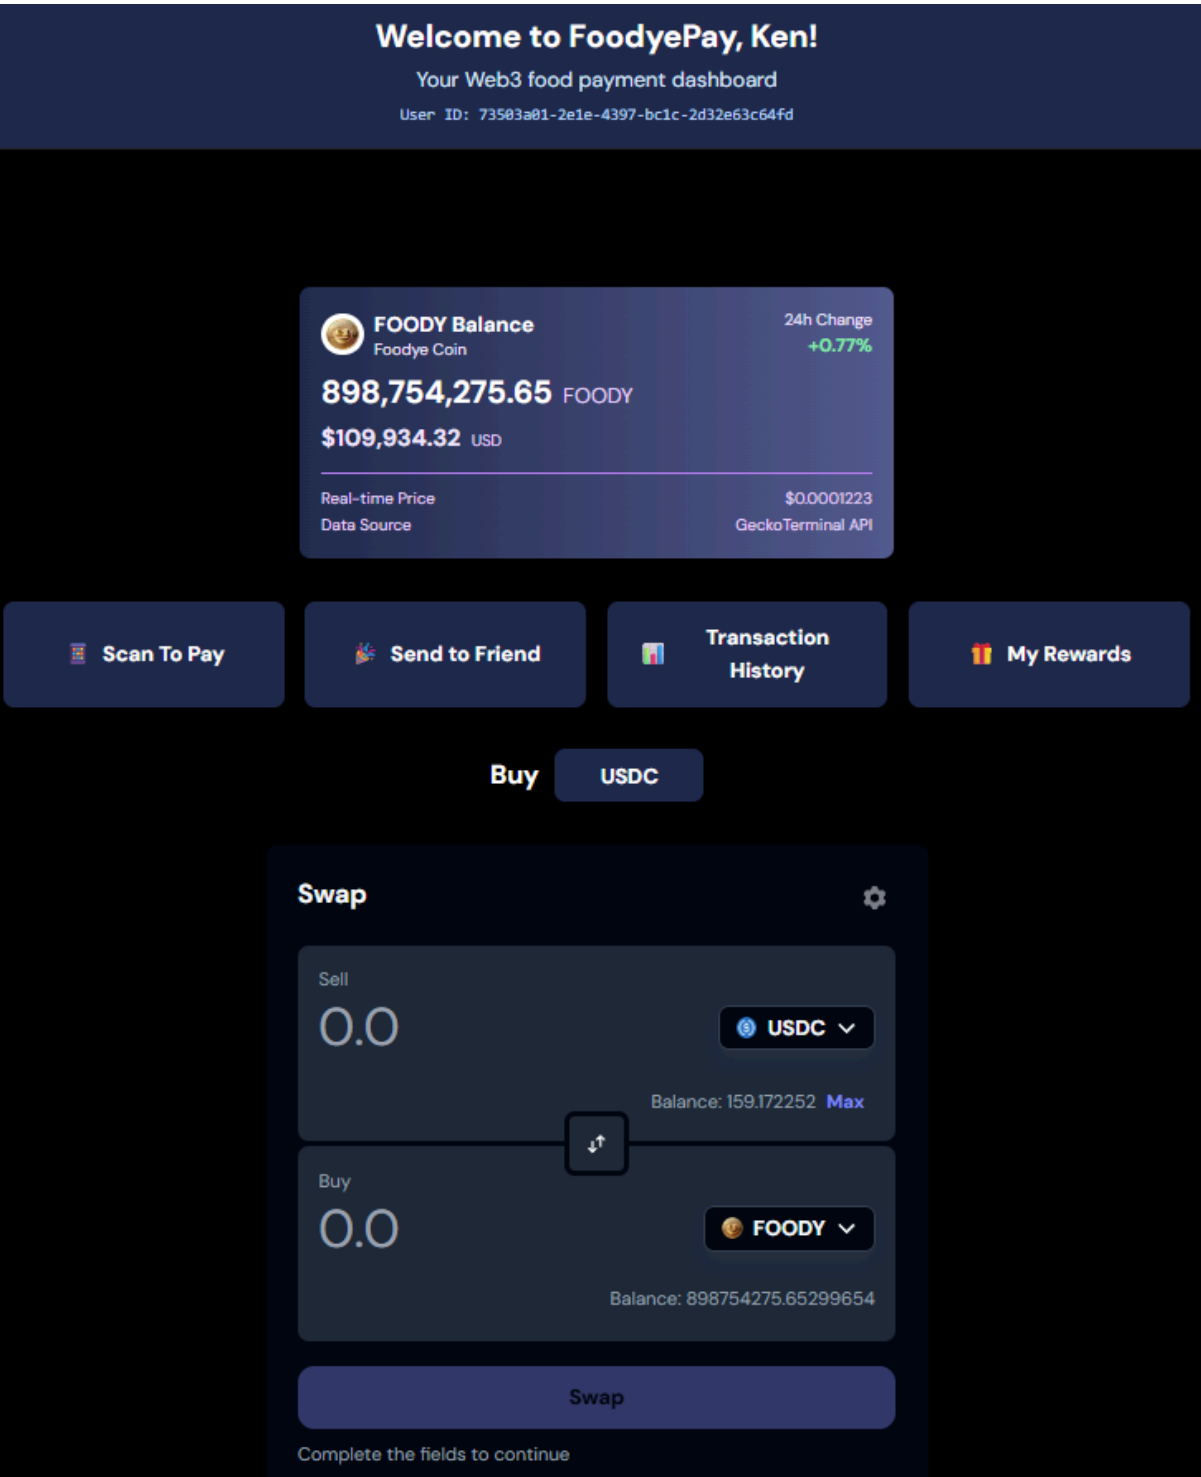 Welcome to FoodyePay, Ken!
Your Web3 food payment dashboard
User ID: 73503a01-2e1e-4397-bc1c-2d32e63c64fd
FOODY Balance
Foodye Coin
24h Change
+0.77%
898,754,275.65 FOODY
$109,934.32 USD
Real-time Price $0.0001223
Data Source GeckoTerminal API
Scan To Pay
Send to Friend
Transaction
History
My Rewards
Buy USDC
Swap
Sell
0.0 USDC
Balance: 159.172252 Max
Buy
0.0 FOODY
Balance: 898754275.65299654
Swap
Complete the fields to continue